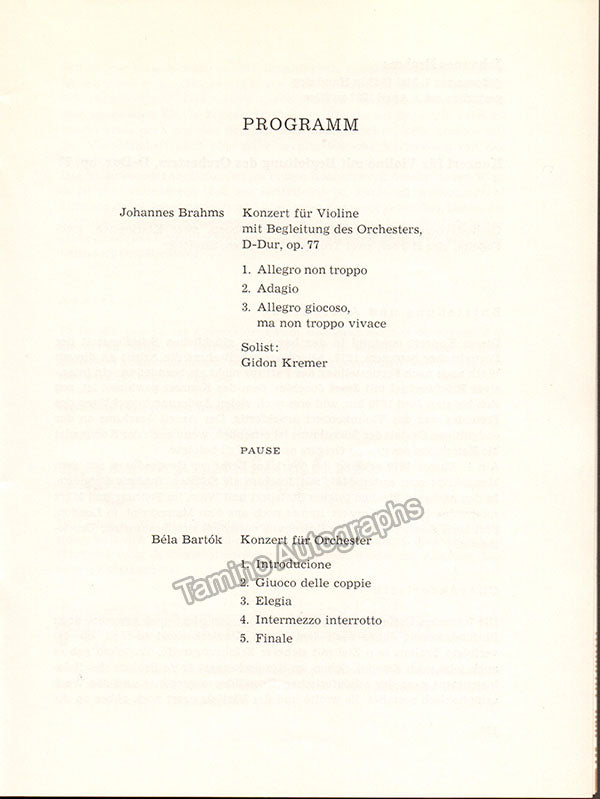 PROGRAMM
Johannes Brahms Konzert für Violine
mit Begleitung des Orchesters,
D-Dur, op. 77
1. Allegro non troppo
2. Adagio
3. Allegro giocoso,
ma non troppo vivace
Solist:
Gidon Kremer
PAUSE
Béla Bartók Konzert für Orchester
1. Introducione
2. Giuoco delle coppie
3. Elegia
4. Intermezzo interrotto
5. Finale
Tamino Autographs